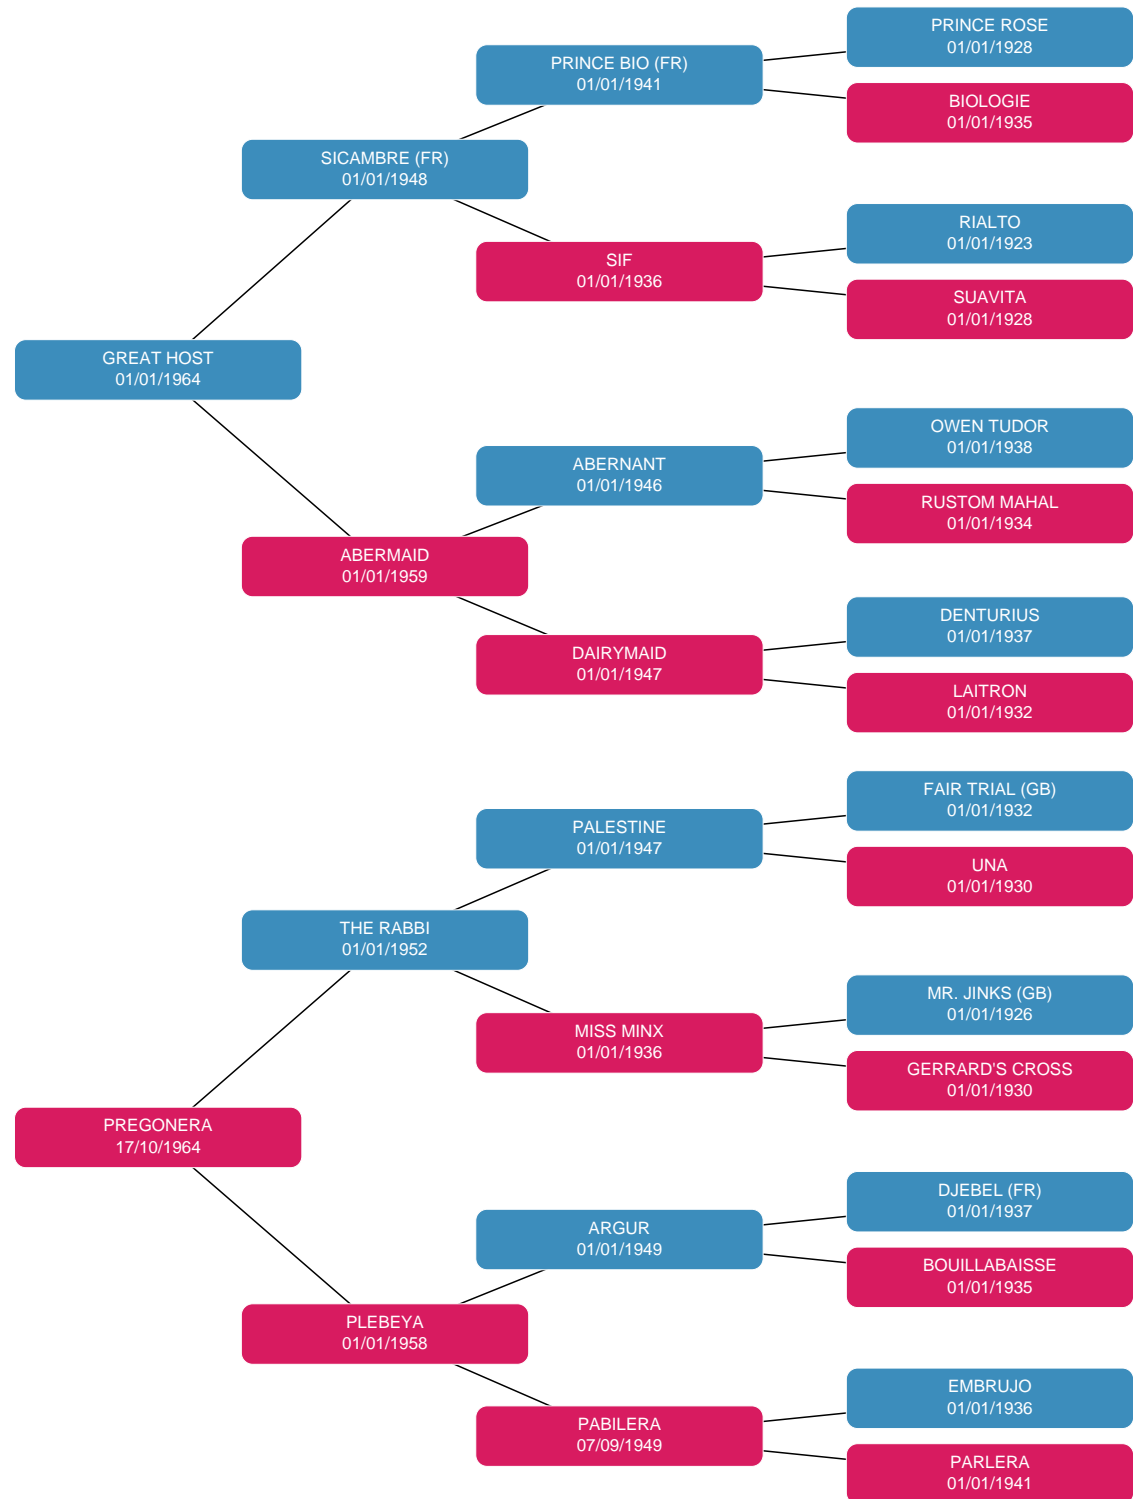 PRINCE ROSE
01/01/1928
PRINCE BIO (FR)
01/01/1941
BIOLOGIE
01/01/1935
SICAMBRE (FR)
01/01/1948
RIALTO
01/01/1923
SIF
01/01/1936
SUAVITA
01/01/1928
GREAT HOST
01/01/1964
OWEN TUDOR
01/01/1938
ABERNANT
01/01/1946
RUSTOM MAHAL
01/01/1934
ABERMAID
01/01/1959
DENTURIUS
01/01/1937
DAIRYMAID
01/01/1947
LAITRON
01/01/1932
FAIR TRIAL (GB)
01/01/1932
PALESTINE
01/01/1947
UNA
01/01/1930
THE RABBI
01/01/1952
MR. JINKS (GB)
01/01/1926
MISS MINX
01/01/1936
GERRARD'S CROSS
01/01/1930
PREGONERA
17/10/1964
DJEBEL (FR)
01/01/1937
ARGUR
01/01/1949
BOUILLABAISSE
01/01/1935
PLEBEYA
01/01/1958
EMBRUJO
01/01/1936
PABILERA
07/09/1949
PARLERA
01/01/1941